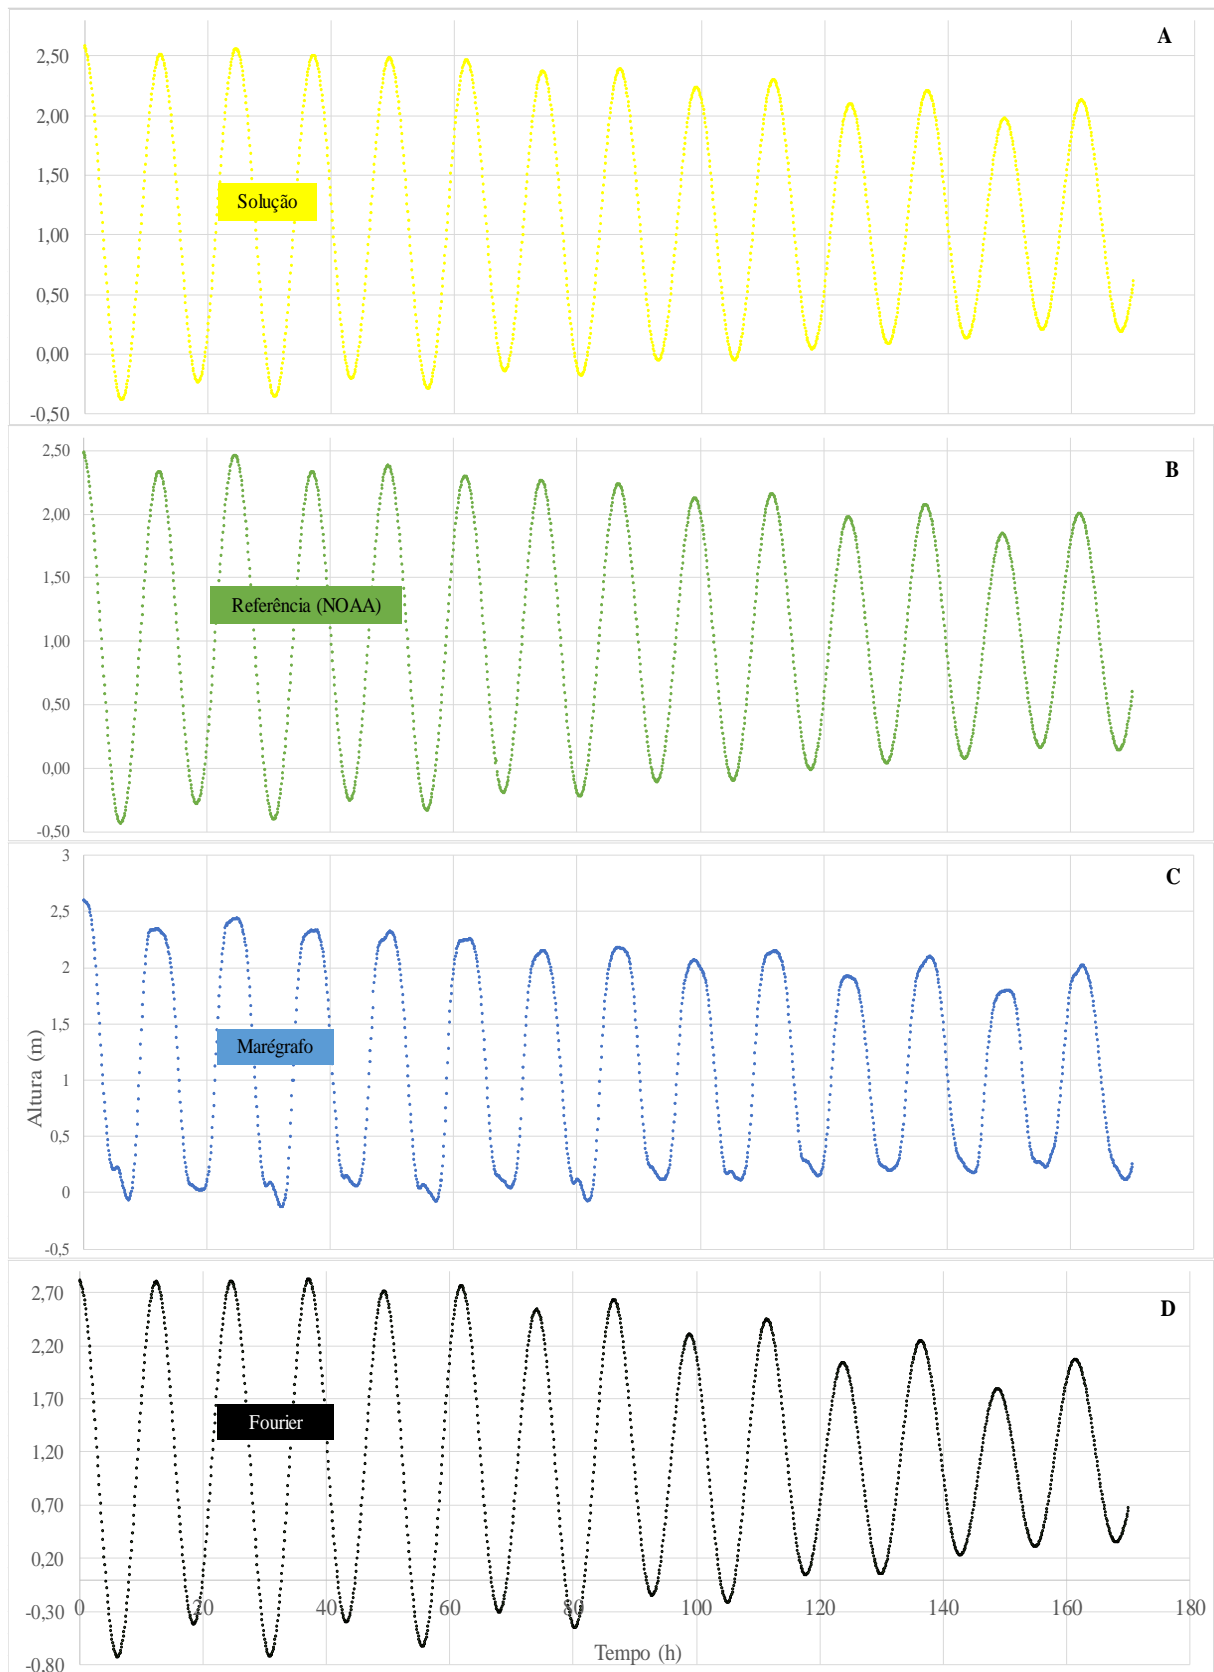 A
2,50
2,00
1,50
Solução
1,00
0,50
0,00
-0,50
B
2,50
2,00
1,50
Referência (NOAA)
1,00
0,50
0,00
-0,50
C
3
2,5
2
1,5
Marégrafo
1
0,5
0
-0,5
Altura (m)
D
2,70
2,20
1,70
Fourier
1,20
0,70
0,20
-0,30
-0,80
0 20 40 60 80 100 120 140 160 180
Tempo (h)